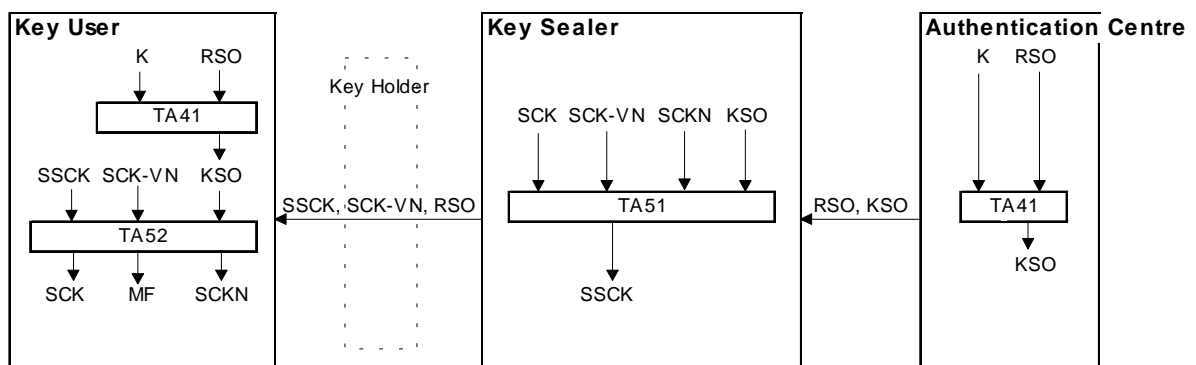 Key User
K RSO
TA41
SSCK SCK-VN KSO
TA52
SCK MF SCKN
Key Holder
SSCK, SCK-VN, RSO
Key Sealer
SCK SCK-VN SCKN KSO
TA51
SSCK
RSO, KSO
Authentication Centre
K RSO
TA41
KSO